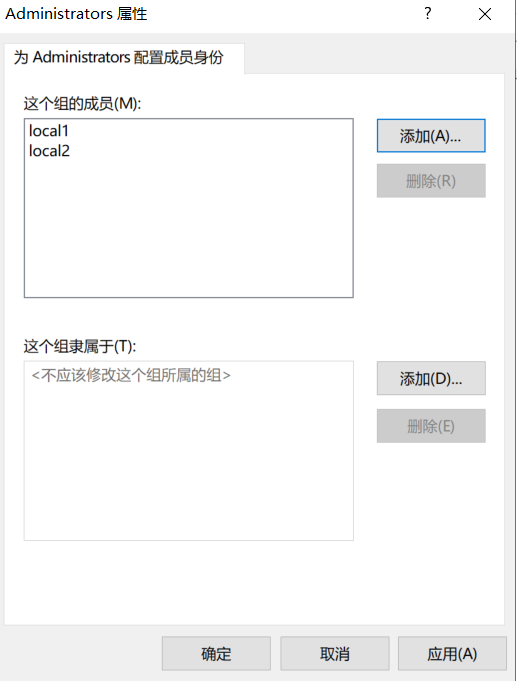 Administrators 属性
为 Administrators 配置成员身份
这个组的成员(M):
local1
local2
添加(A)...
删除(R)
这个组隶属于(T):
<不应该修改这个组所属的组>
添加(D)...
删除(E)
确定
取消
应用(A)